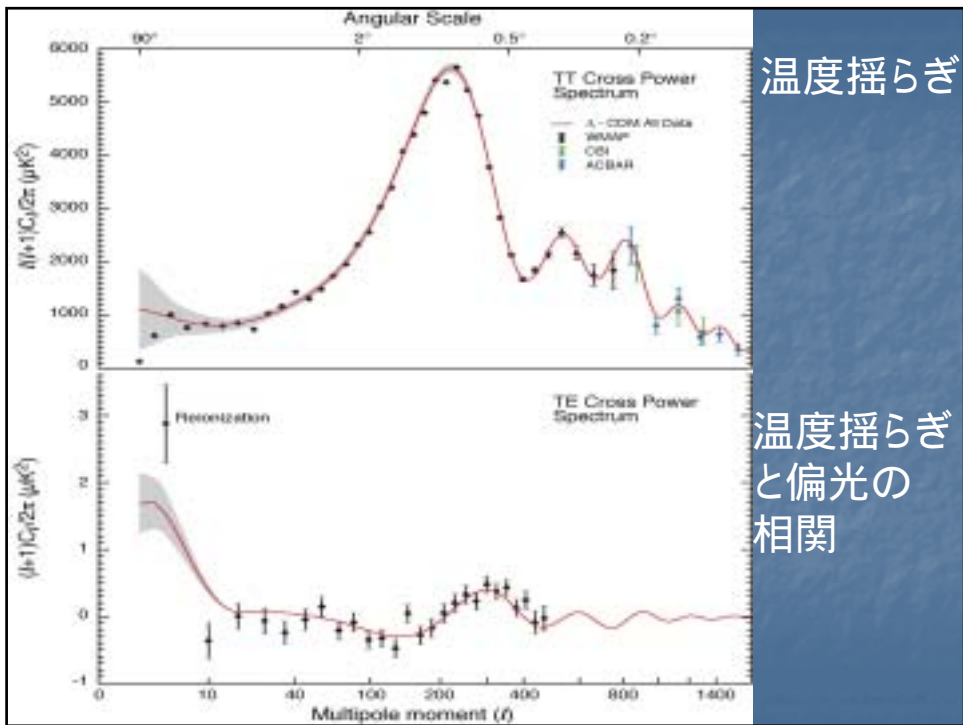 Angular Scale
90° 2° 0.5° 0.2°
6000
5000
4000
3000
2000
1000
0
l(l+1)Cl/2π (μK²)
TT Cross Power
Spectrum
Λ - CDM All Data
WMAP
CBI
ACBAR
温度揺らぎ
3
2
1
0
-1
(l+1)Cl/2π (μK²)
Reionization
TE Cross Power
Spectrum
温度揺らぎ
と偏光の
相関
0 10 40 100 200 400 800 1400
Multipole moment (l)